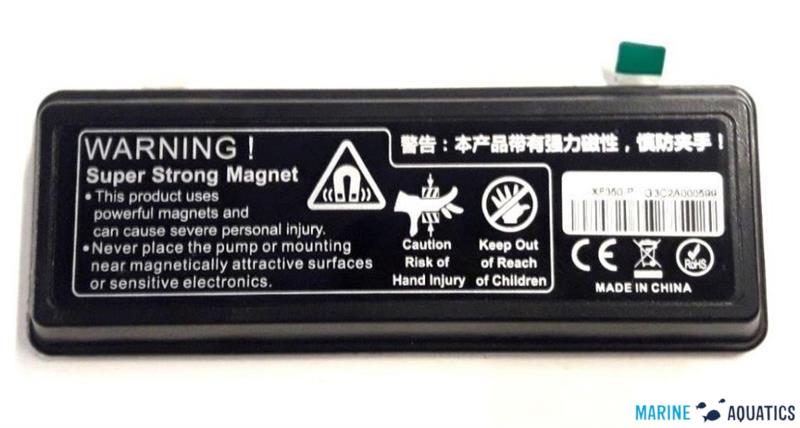 WARNING !
警告：本产品带有强力磁性，慎防夹手！
Super Strong Magnet
• This product uses
powerful magnets and
can cause severe personal injury.
• Never place the pump or mounting
near magnetically attractive surfaces
or sensitive electronics.
Caution
Risk of
Hand Injury
Keep Out
of Reach
of Children
XF350-P G3C2A000599
CE
RoHS
MADE IN CHINA
MARINE AQUATICS